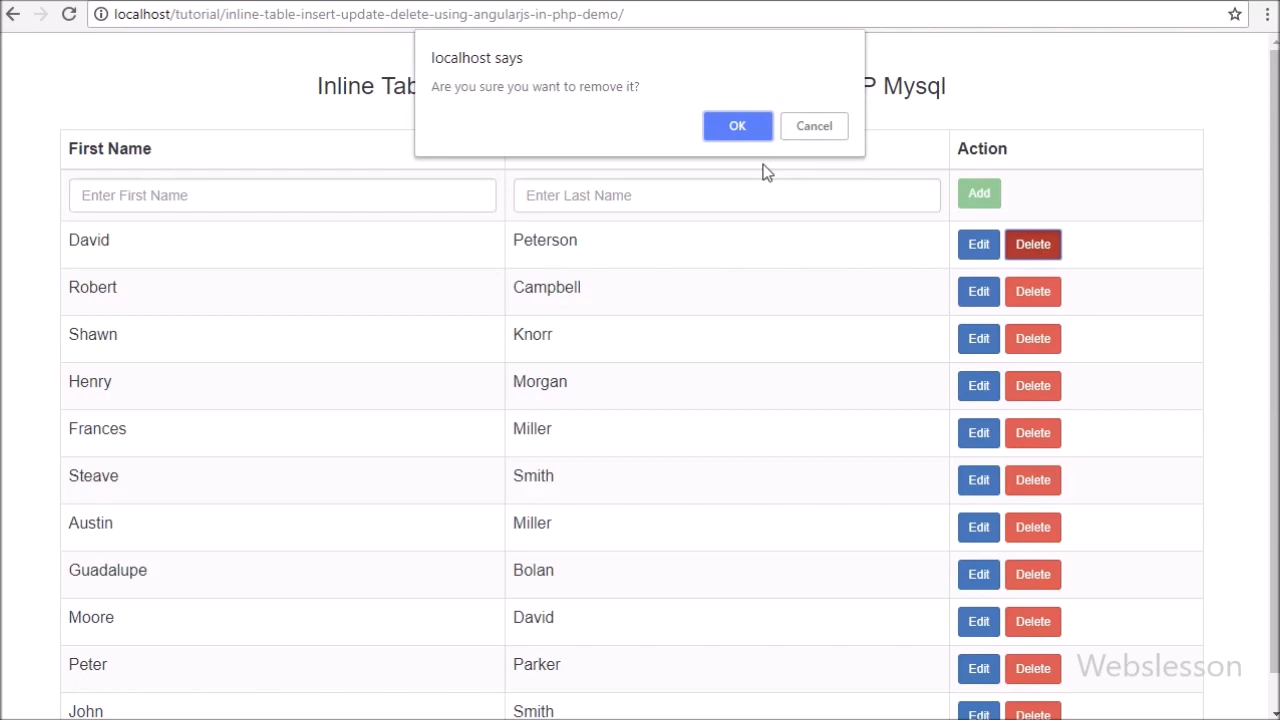 localhost/tutorial/inline-table-insert-update-delete-using-angularjs-in-php-demo/
localhost says
Are you sure you want to remove it?
OK Cancel
Inline Mysql
First Name Action
Enter First Name Enter Last Name Add
David Peterson Edit Delete
Robert Campbell Edit Delete
Shawn Knorr Edit Delete
Henry Morgan Edit Delete
Frances Miller Edit Delete
Steave Smith Edit Delete
Austin Miller Edit Delete
Guadalupe Bolan Edit Delete
Moore David Edit Delete
Peter Parker Edit Delete
Webslesson
John Smith Edit Delete